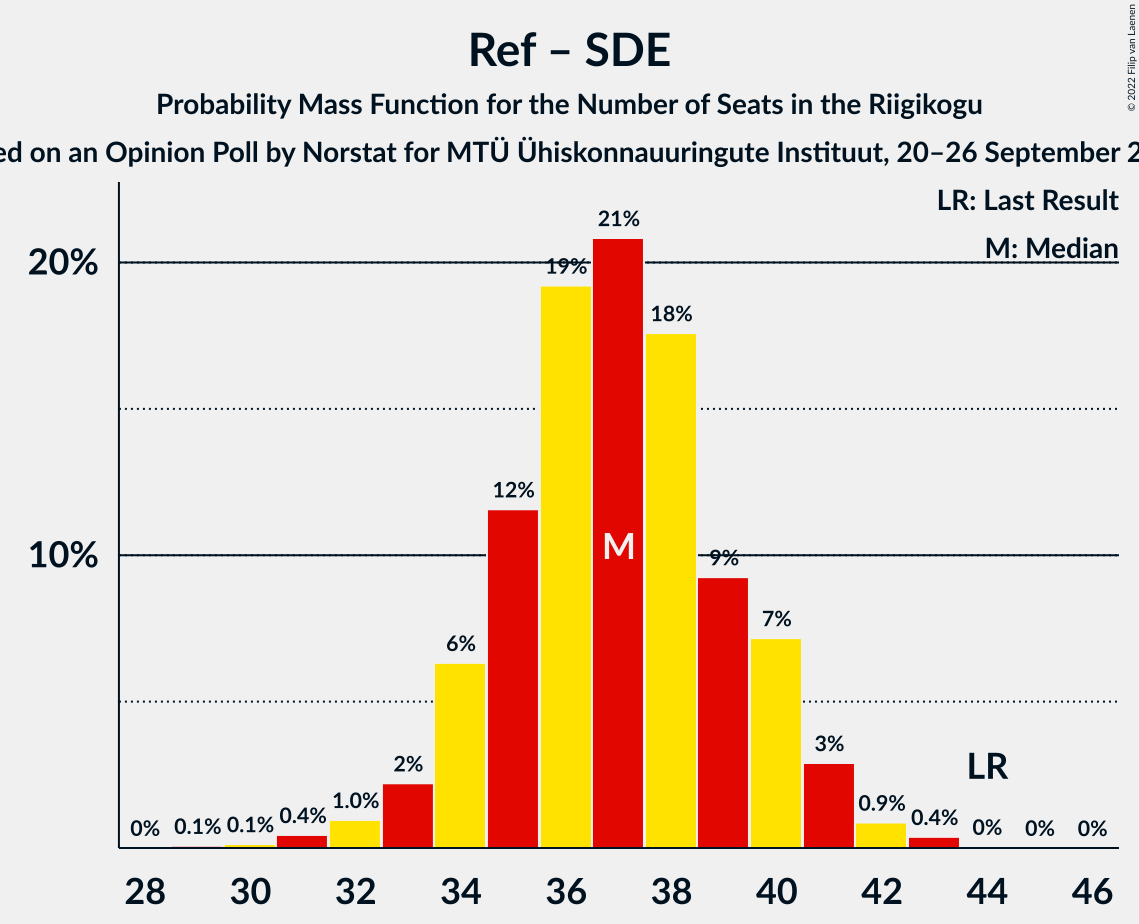 Ref – SDE
Probability Mass Function for the Number of Seats in the Riigikogu
on an Opinion Poll by Norstat for MTÜ Ühiskonnauuringute Instituut, 20–26 September
© 2022 Filip van Laenen
LR: Last Result
M: Median
20%
10%
0%
0.1%
0.1%
0.4%
1.0%
2%
6%
12%
19%
21%
18%
9%
7%
3%
0.9%
0.4%
0%
0%
0%
M
LR
28 30 32 34 36 38 40 42 44 46